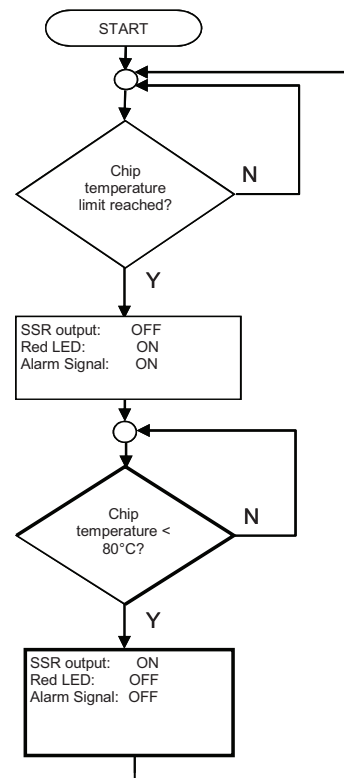 START
Chip
temperature
limit reached?
N
Y
SSR output: OFF
Red LED: ON
Alarm Signal: ON
Chip
temperature <
80°C?
N
Y
SSR output: ON
Red LED: OFF
Alarm Signal: OFF